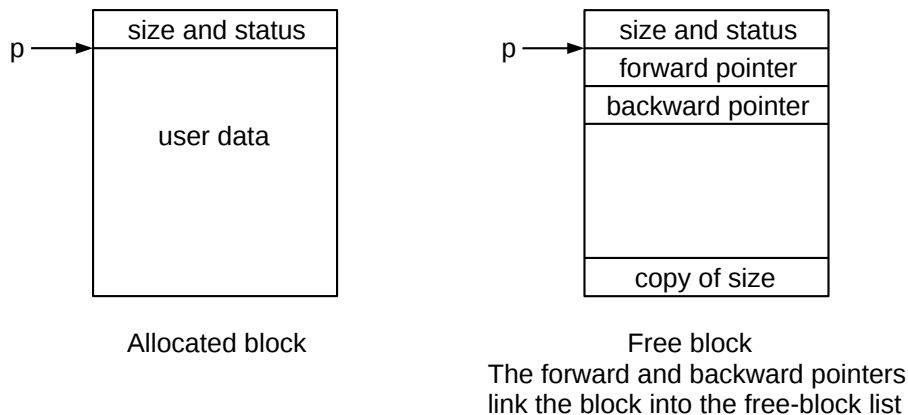 size and status
p
user data
Allocated block
size and status
p
forward pointer
backward pointer
copy of size
Free block
The forward and backward pointers
link the block into the free-block list